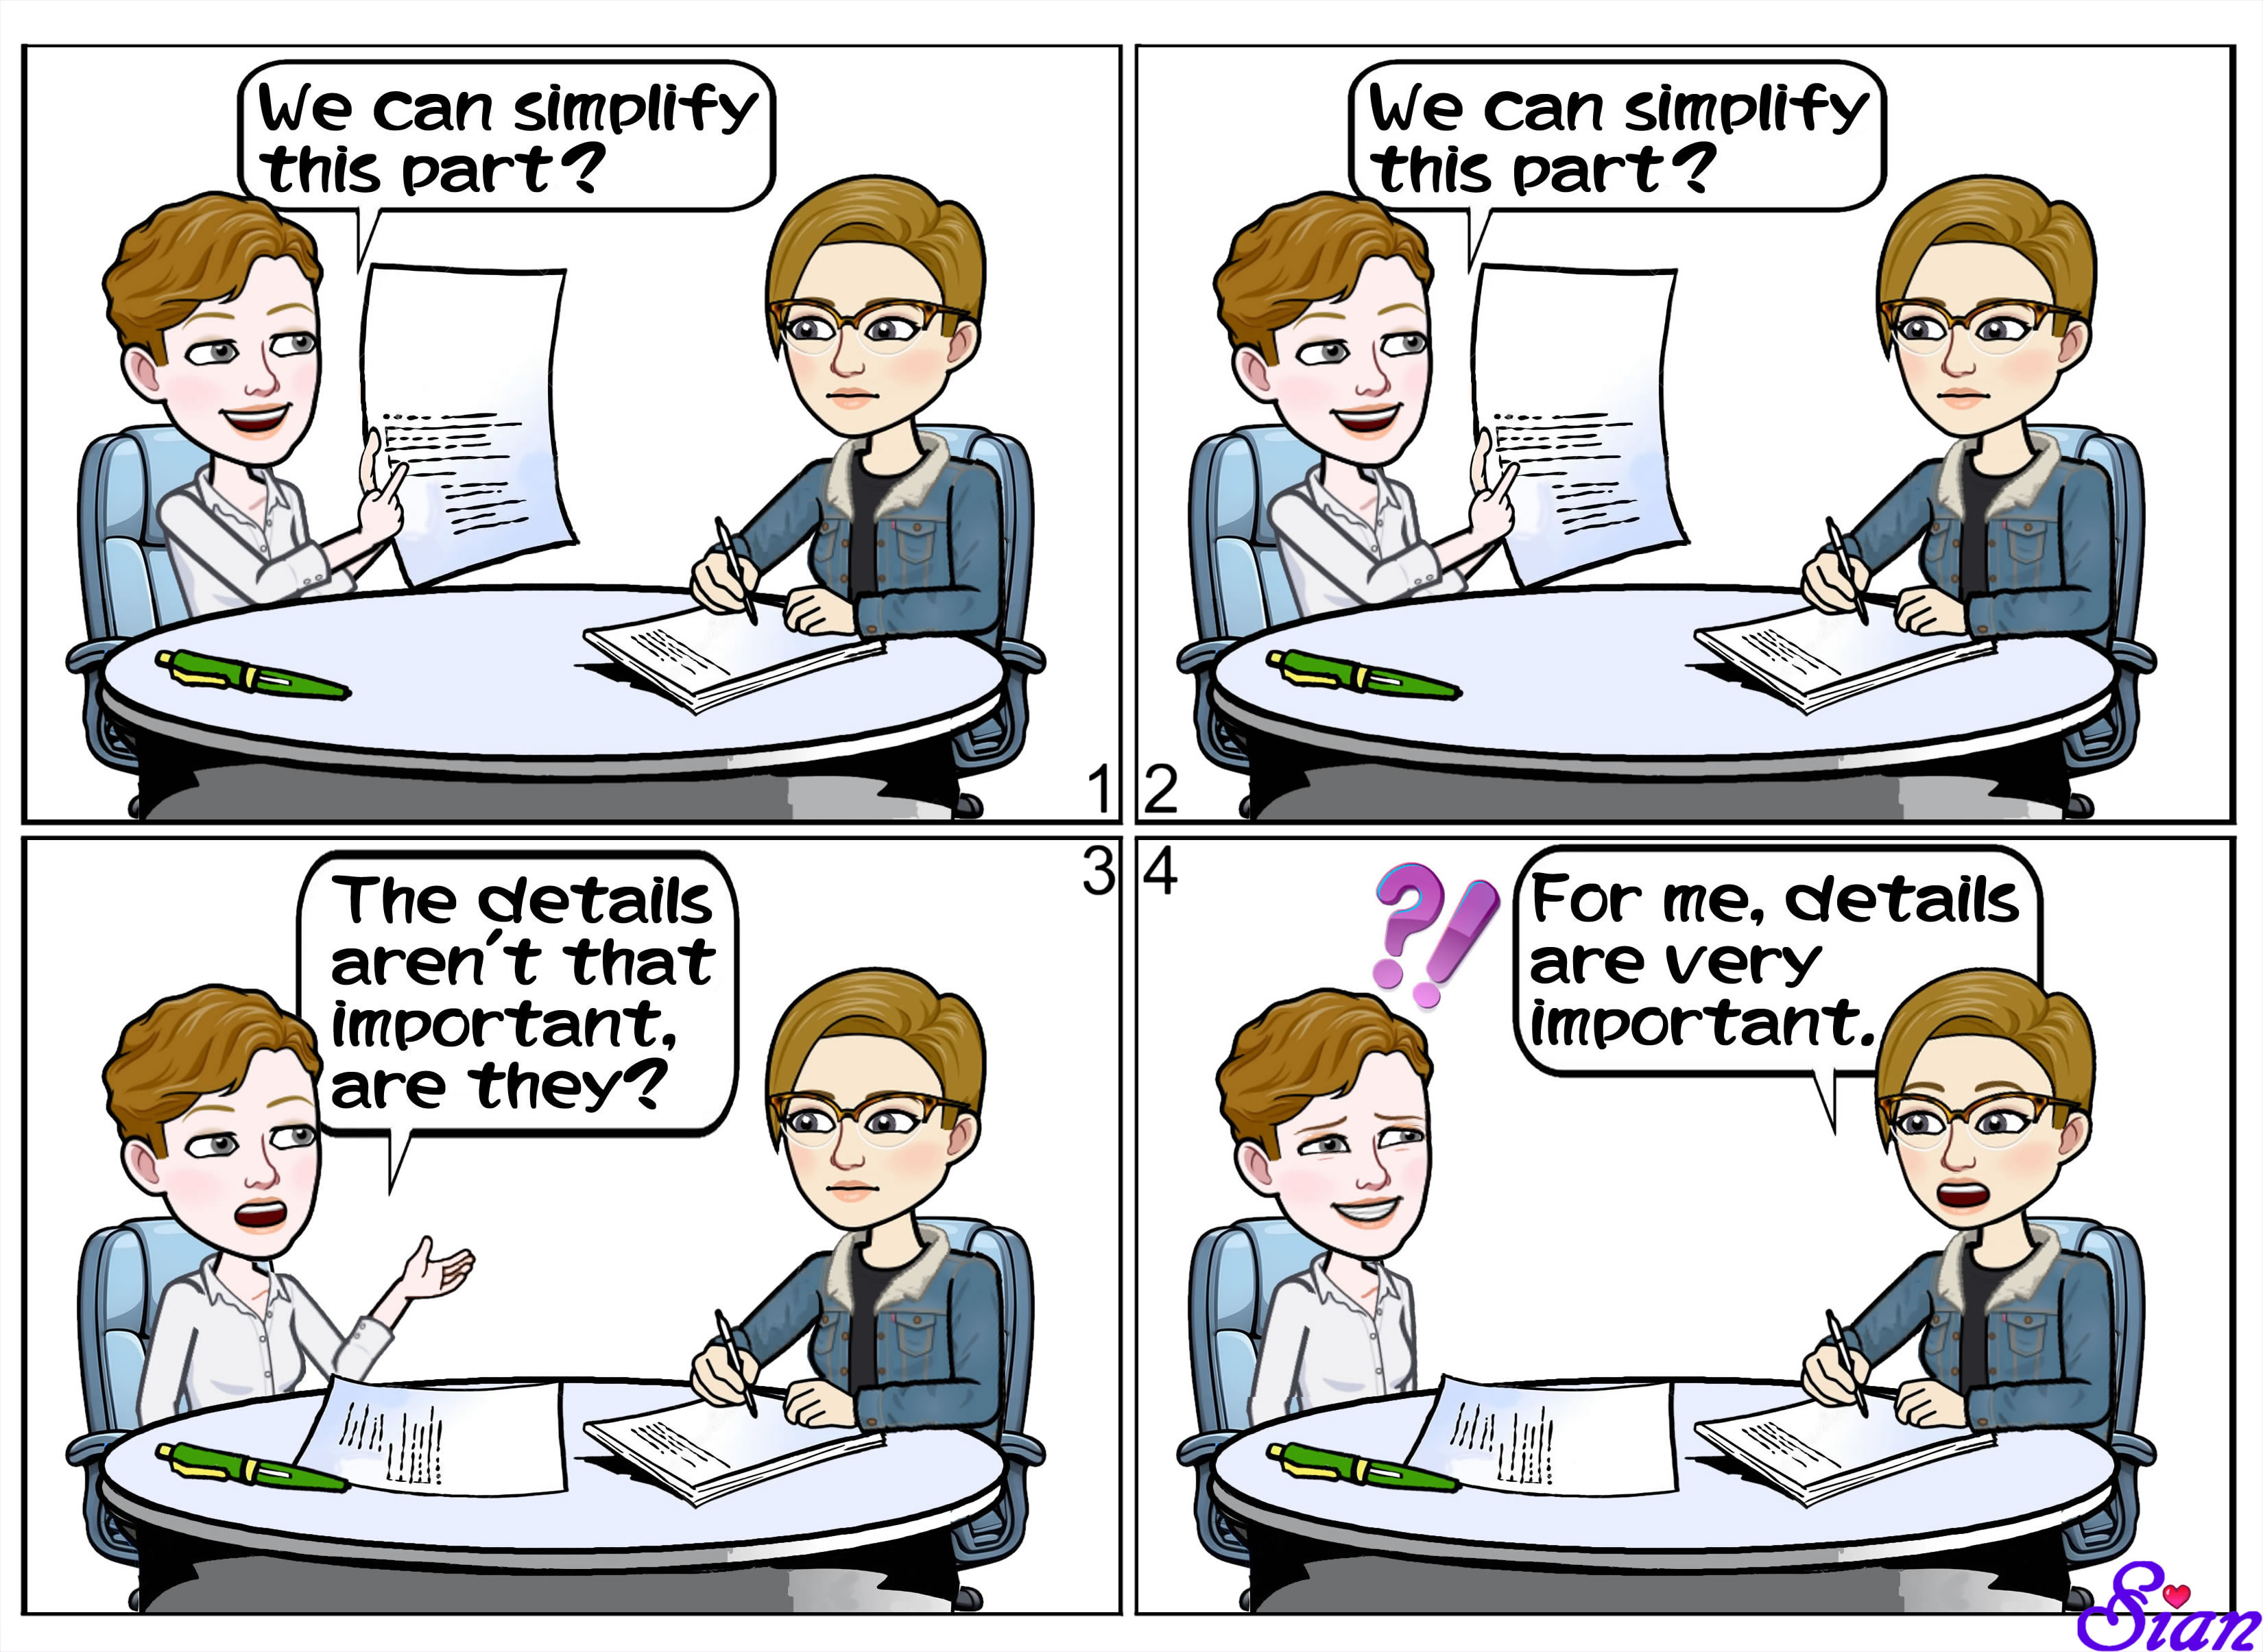 We can simplify
this part?
1
We can simplify
this part?
2
The details
aren't that
important,
are they?
3
For me, details
are very
important.
4
?!
Sian